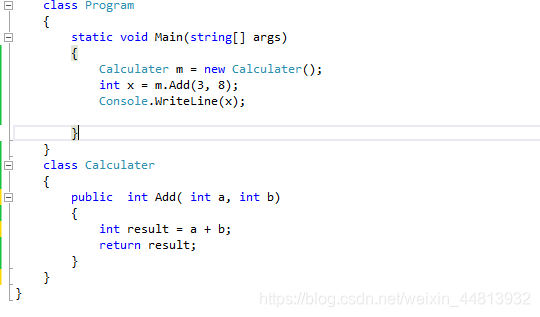 class Program
{
static void Main(string[] args)
{
Calculater m = new Calculater();
int x = m.Add(3, 8);
Console.WriteLine(x);
}
}
class Calculater
{
public  int Add( int a, int b)
{
int result = a + b;
return result;
}
}
}
https://blog.csdn.net/weixin_44813932